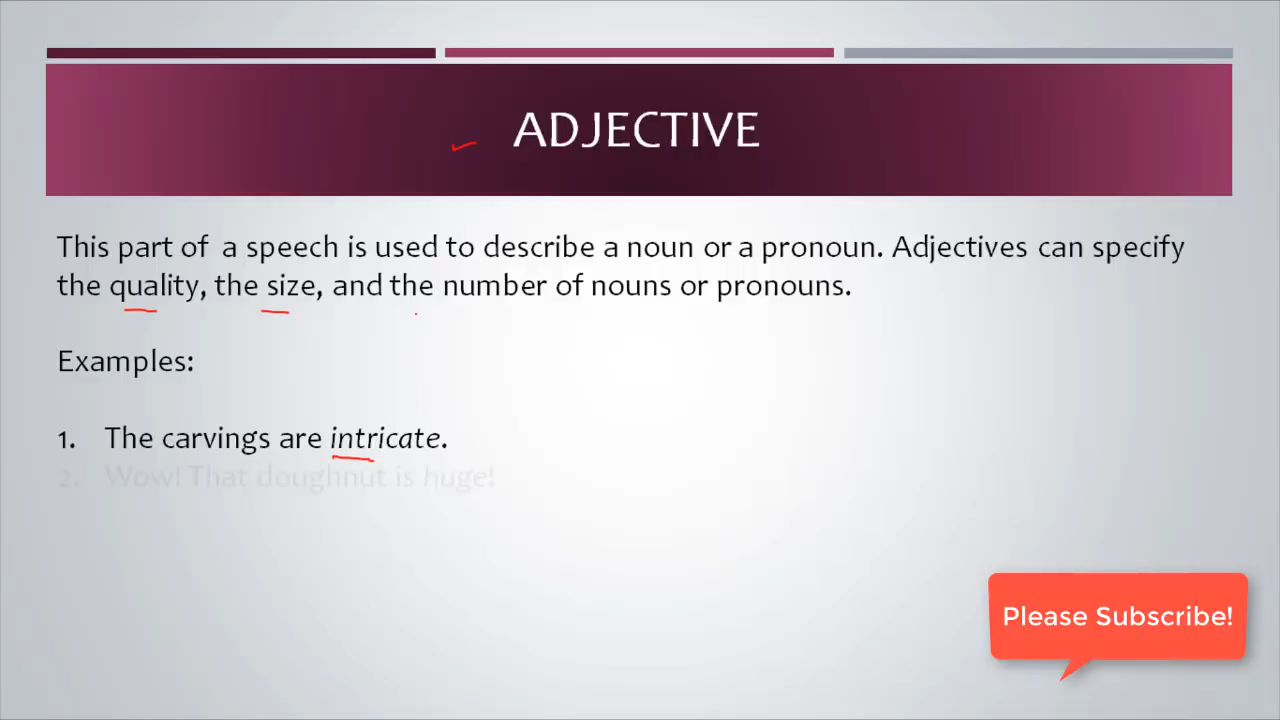 ADJECTIVE
This part of a speech is used to describe a noun or a pronoun. Adjectives can specify
the quality, the size, and the number of nouns or pronouns.
Examples:
1. The carvings are intricate.
2. Wow! That doughnut is huge!
Please Subscribe!